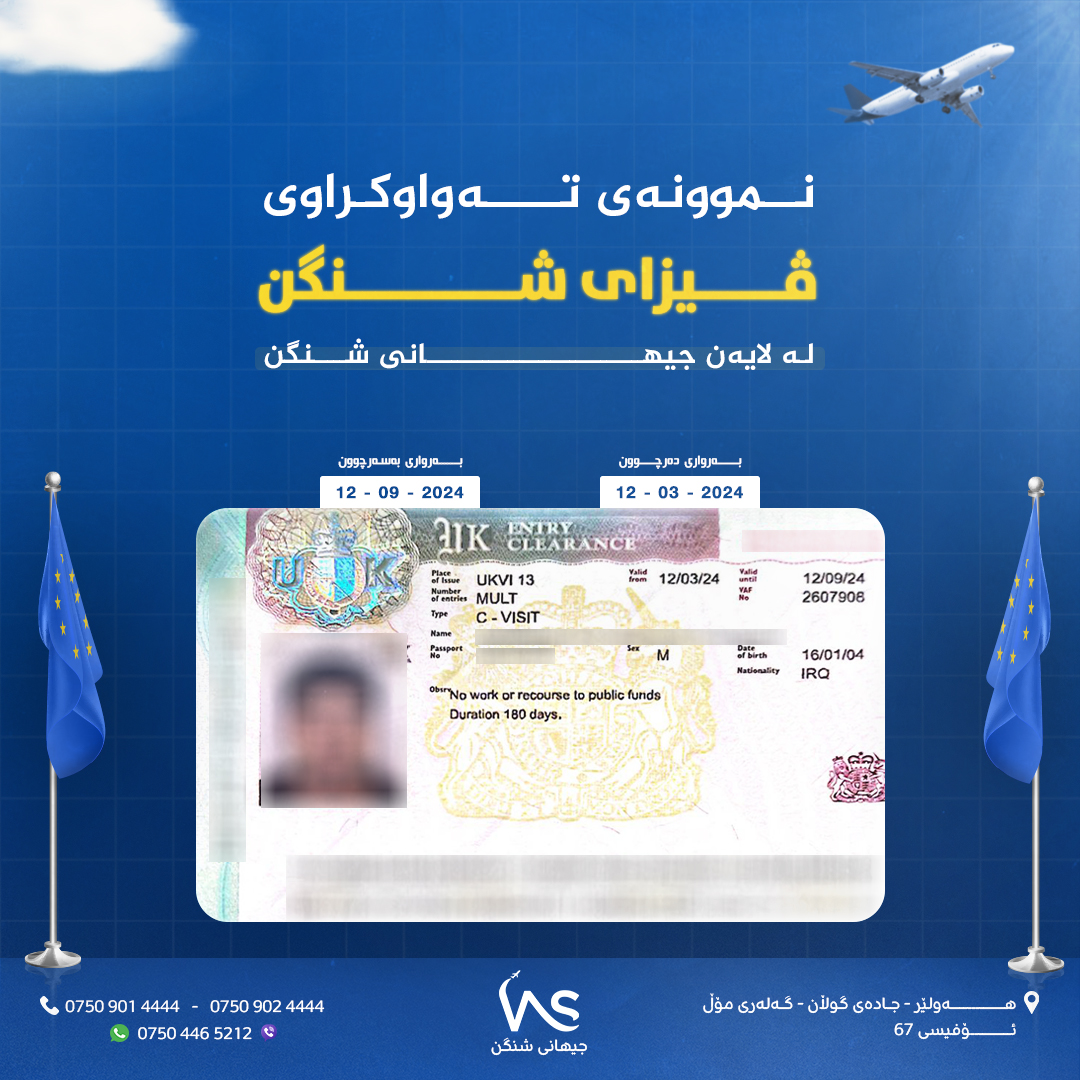 نموونەی تەواوکراوی
ڤیزای شنگن
لە لایەن جیهانی شنگن
بەرواری دەرچوون
12 - 03 - 2024
بەرواری بەسەرچوون
12 - 09 - 2024
UK ENTRY CLEARANCE
UK
Place of Issue UKVI 13
Valid from 12/03/24
Valid until 12/09/24
Number of entries MULT
VAF No 2607908
Type C - VISIT
Name
Passport No
Sex M
Date of birth 16/01/04
Nationality IRQ
Obsrv No work or recourse to public funds
Duration 180 days.
0750 901 4444 - 0750 902 4444
0750 446 5212
جیهانی شنگن
هەولێر - جادەی گوڵان - گەلەری مۆڵ
ئۆفیسی 67